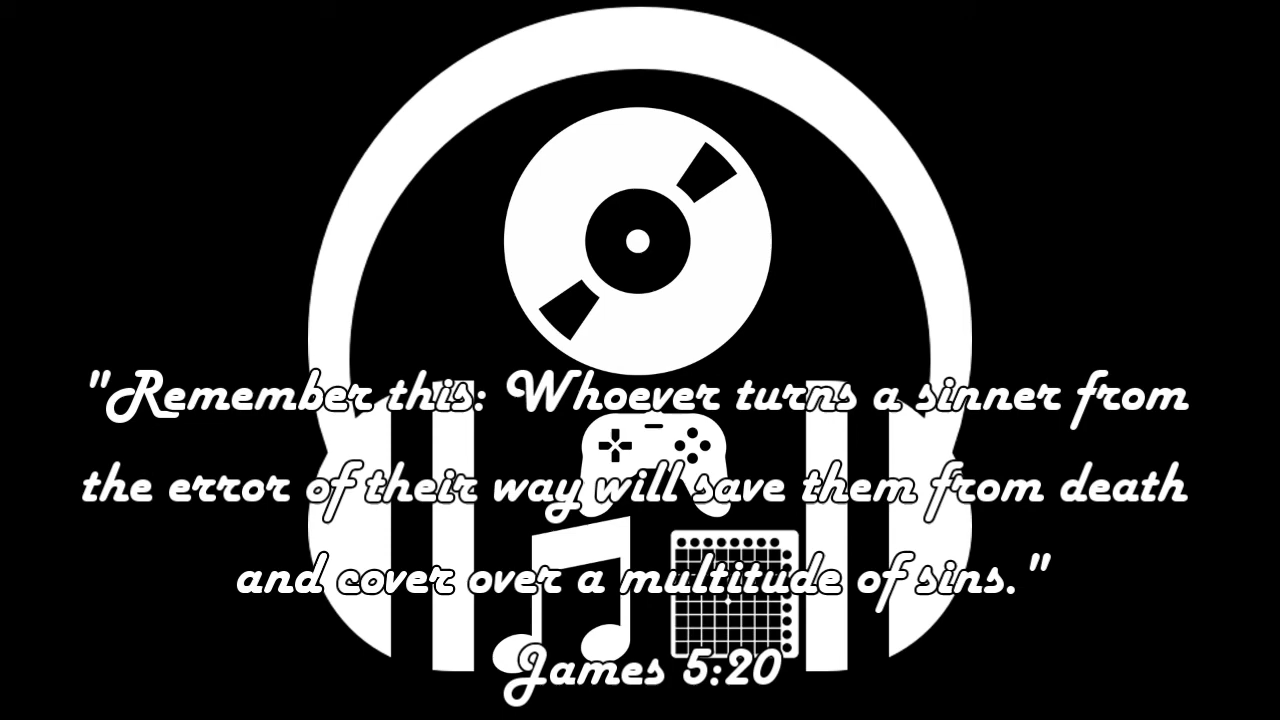 "Remember this: Whoever turns a sinner from
the error of their way will save them from death
and cover over a multitude of sins."
James 5:20